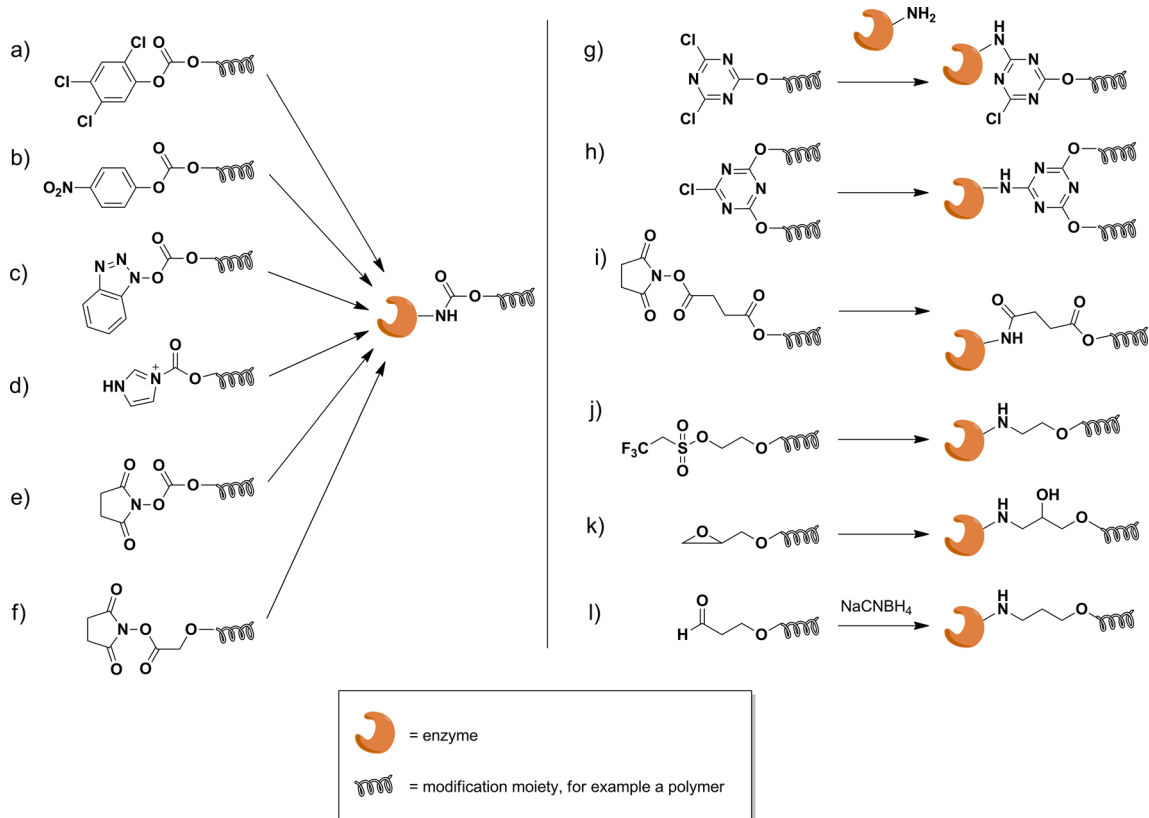 a)
Cl
Cl
Cl
O
O
O
b)
O2N
O
O
O
c)
N
N
N
O
O
O
d)
HN
N
+
O
O
e)
O
N
O
O
O
O
O
f)
O
N
O
O
O
O
O
NH
O
g)
Cl
N
N
N
Cl
O
NH2
H
N
N
N
N
Cl
O
h)
Cl
N
N
N
O
O
H
N
N
N
N
O
O
i)
O
N
O
O
O
O
O
O
NH
O
O
j)
F3C
S
O
O
O
O
H
N
O
k)
O
O
H
N
OH
O
l)
H
O
O
NaCNBH4
H
N
O
= enzyme
= modification moiety, for example a polymer